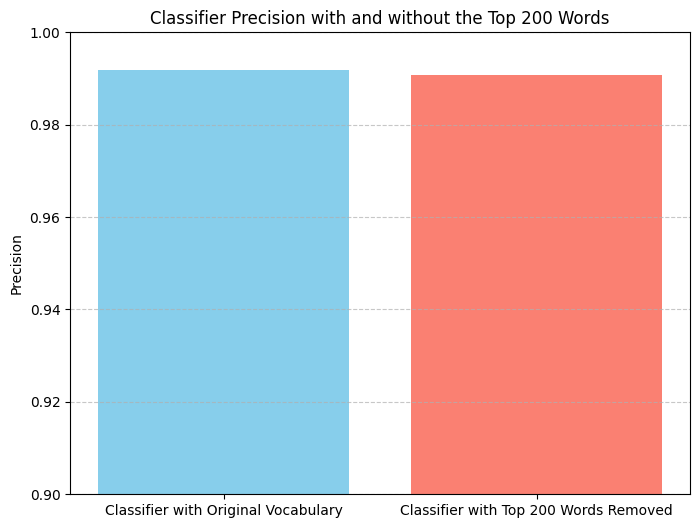 Classifier Precision with and without the Top 200 Words
1.00
0.98
0.96
0.94
0.92
0.90
Precision
Classifier with Original Vocabulary
Classifier with Top 200 Words Removed